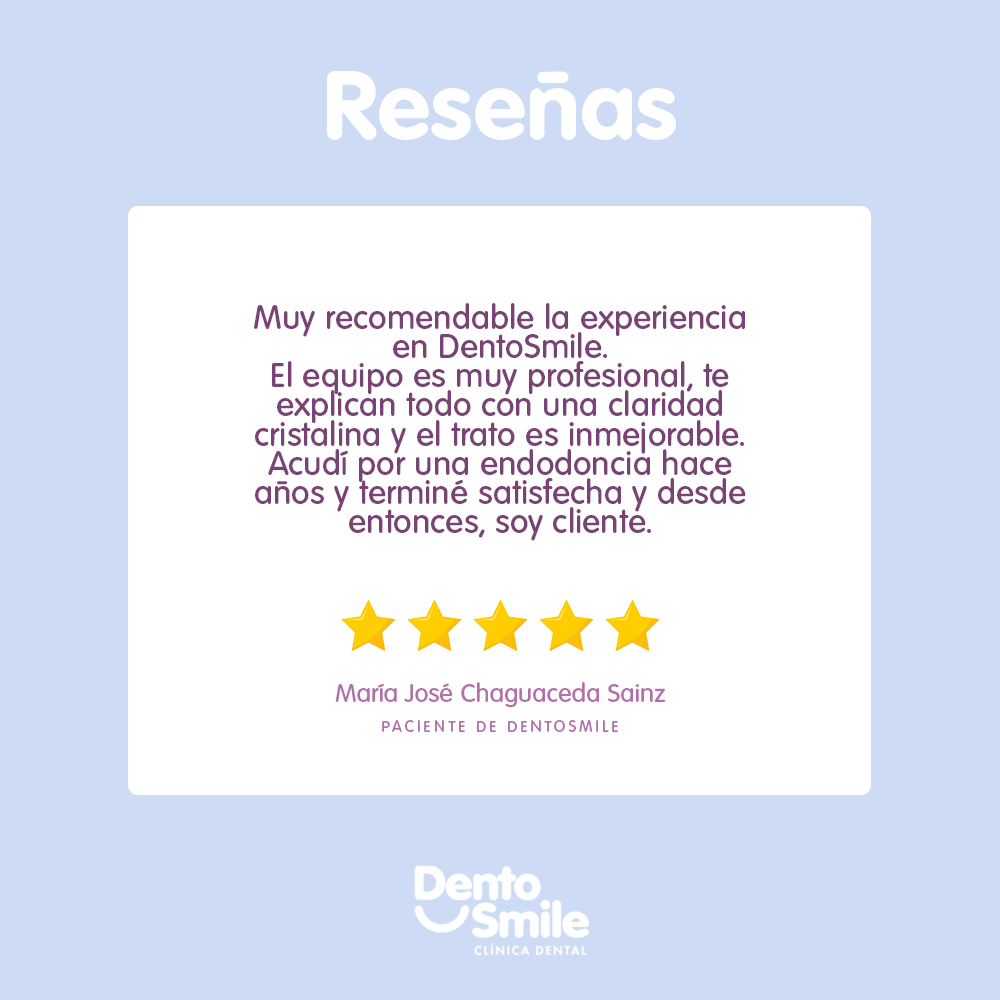 Reseñas
Muy recomendable la experiencia
en DentoSmile.
El equipo es muy profesional, te
explican todo con una claridad
cristalina y el trato es inmejorable.
Acudí por una endodoncia hace
años y terminé satisfecha y desde
entonces, soy cliente.
María José Chaguaceda Sainz
PACIENTE DE DENTOSMILE
Dento
Smile
CLÍNICA DENTAL